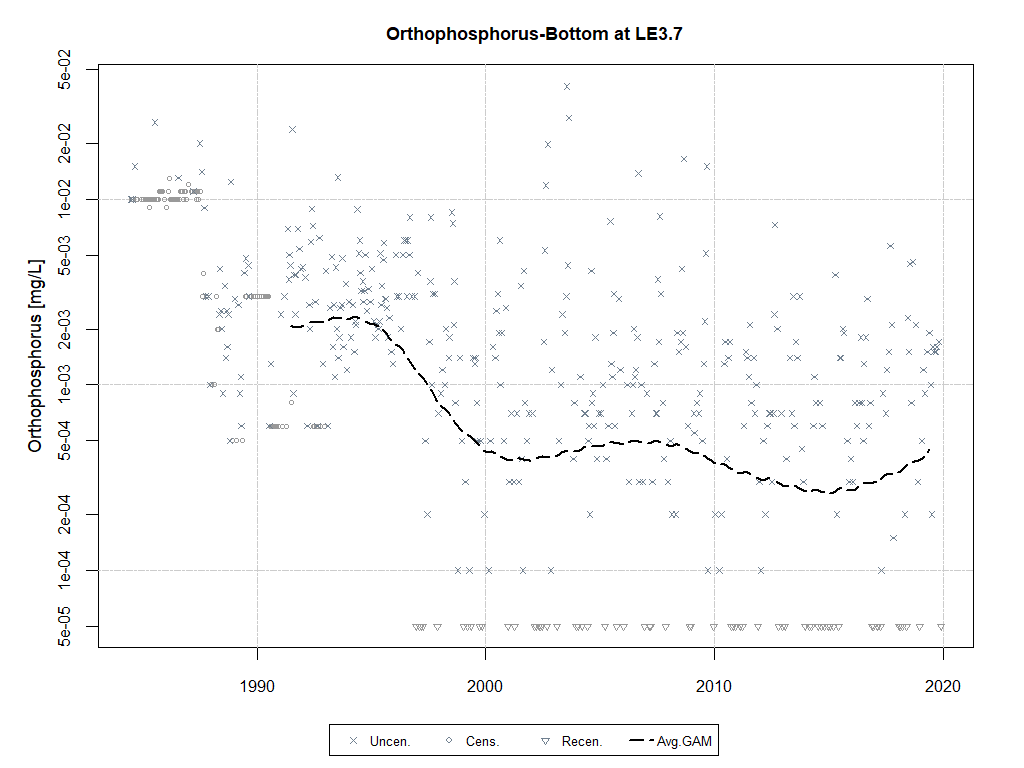 Orthophosphorus-Bottom at LE3.7
Orthophosphorus [mg/L]
5e-02
2e-02
1e-02
5e-03
2e-03
1e-03
5e-04
2e-04
1e-04
5e-05
1990 2000 2010 2020
Uncen. Cens. Recen. Avg.GAM